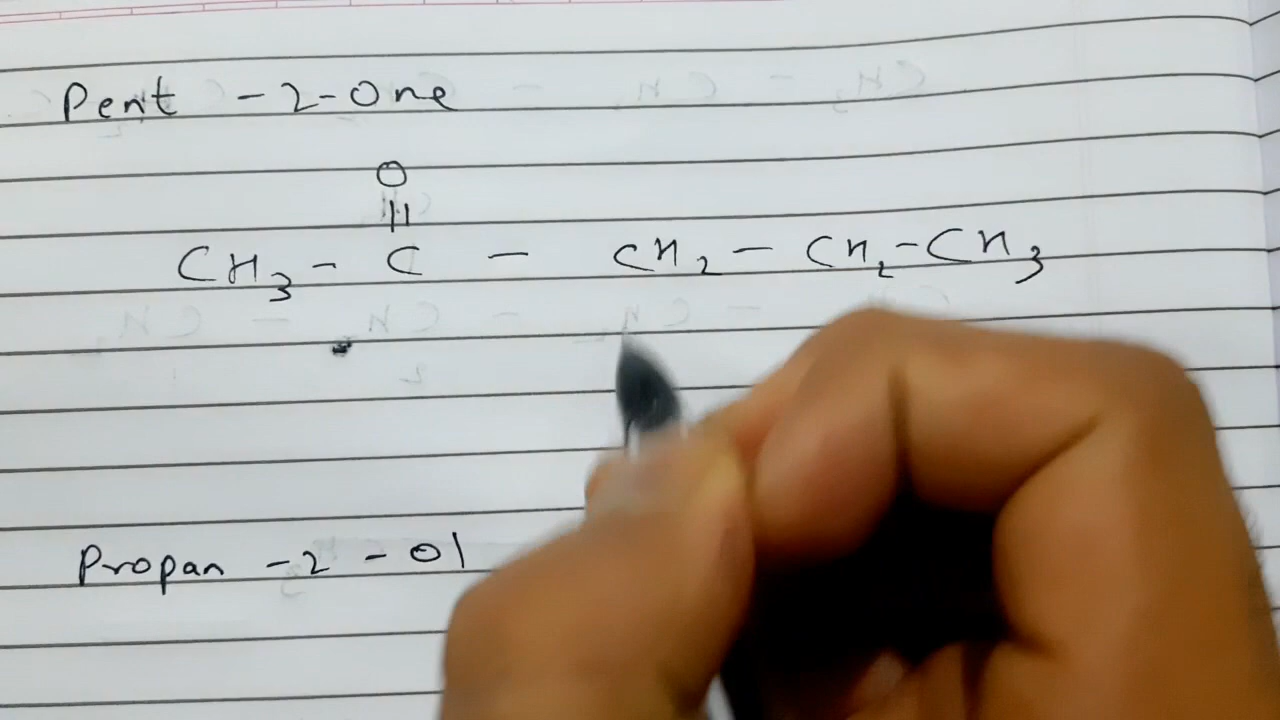 Pent -2-One
O
||
CH3 - C - CH2 - CH2 - CH3
Propan -2 - ol